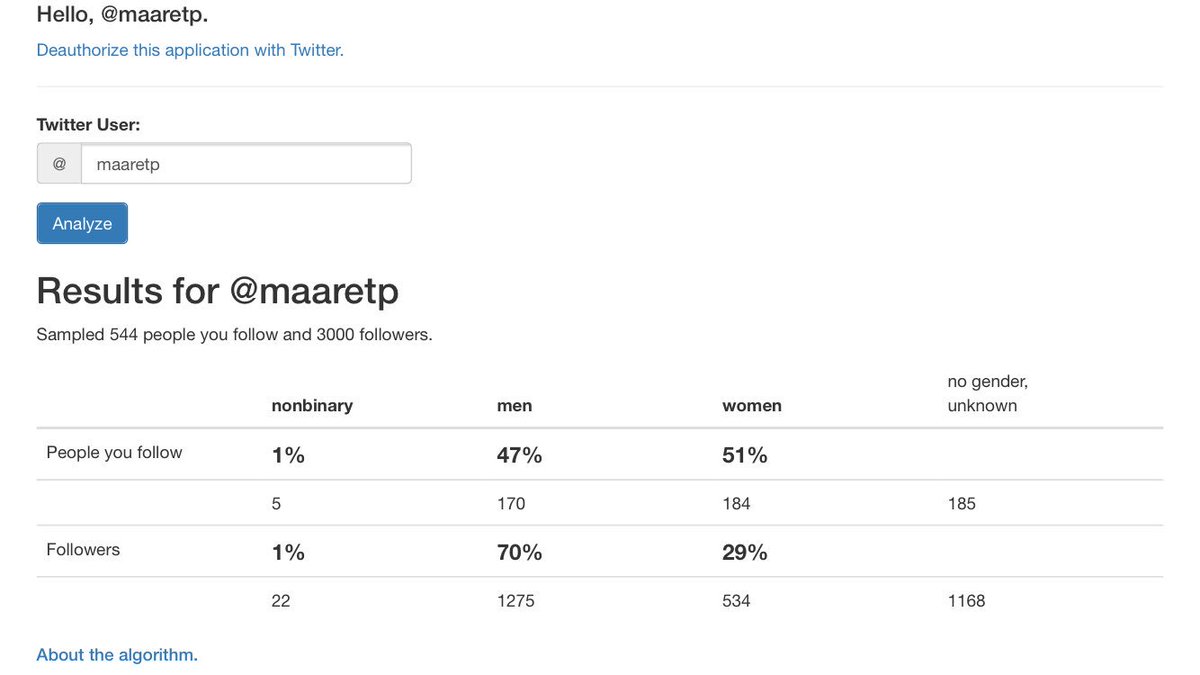 Hello, @maaretp.
Deauthorize this application with Twitter.
Twitter User:
@ maaretp
Analyze
Results for @maaretp
Sampled 544 people you follow and 3000 followers.
no gender,
nonbinary men women unknown
People you follow 1% 47% 51%
5 170 184 185
Followers 1% 70% 29%
22 1275 534 1168
About the algorithm.